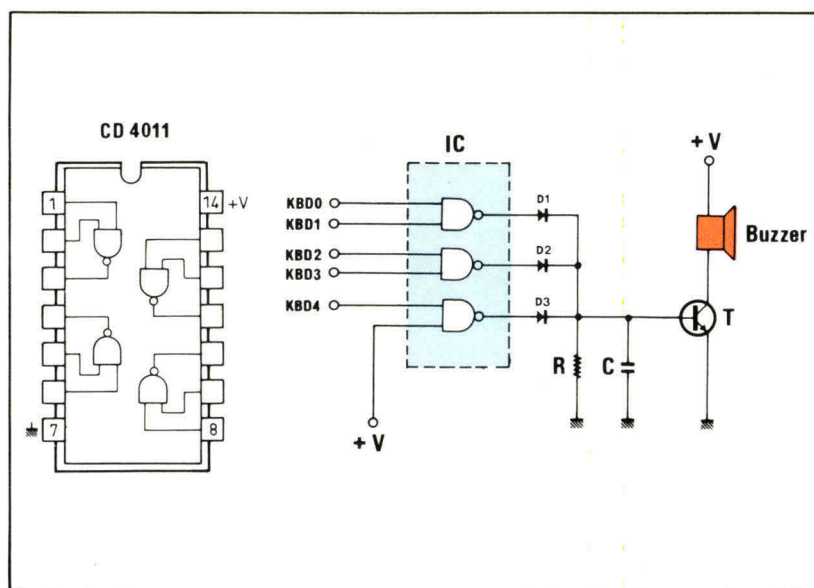 CD 4011
1
14 +V
7
8
IC
KBD0
KBD1
KBD2
KBD3
KBD4
+V
D1
D2
D3
R
C
+V
Buzzer
T